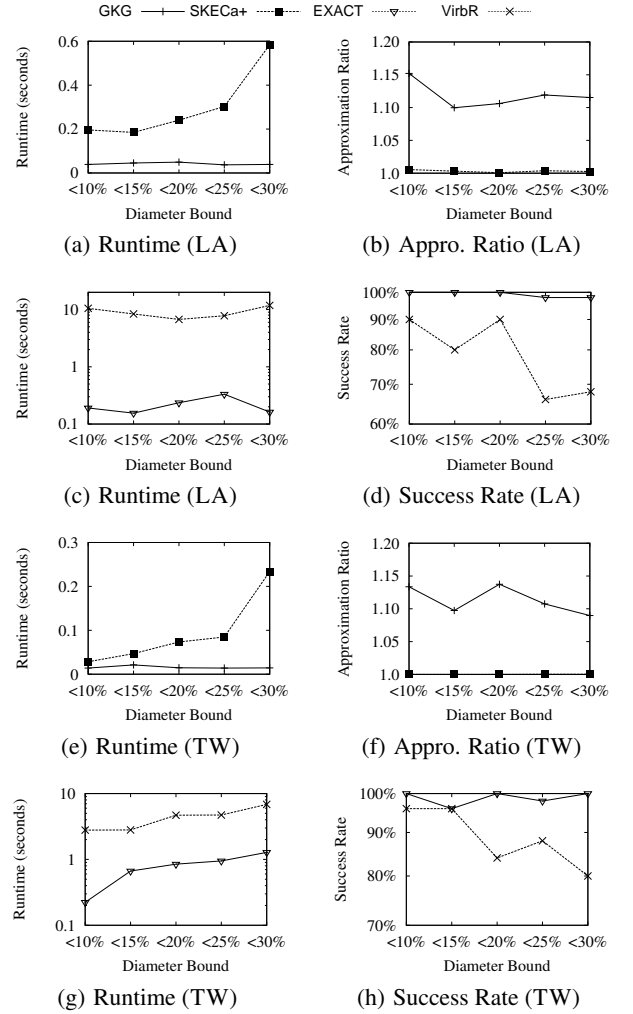 GKG SKECa+ EXACT VirbR
Runtime (seconds)
0.6
0.4
0.2
0
<10% <15% <20% <25% <30%
Diameter Bound
(a) Runtime (LA)
Approximation Ratio
1.20
1.15
1.10
1.05
1.0
<10% <15% <20% <25% <30%
Diameter Bound
(b) Appro. Ratio (LA)
Runtime (seconds)
10
1
0.1
<10% <15% <20% <25% <30%
Diameter Bound
(c) Runtime (LA)
Success Rate
100%
90%
80%
70%
60%
<10% <15% <20% <25% <30%
Diameter Bound
(d) Success Rate (LA)
Runtime (seconds)
0.3
0.2
0.1
0
<10% <15% <20% <25% <30%
Diameter Bound
(e) Runtime (TW)
Approximation Ratio
1.20
1.15
1.10
1.05
1.0
<10% <15% <20% <25% <30%
Diameter Bound
(f) Appro. Ratio (TW)
Runtime (seconds)
10
1
0.1
<10% <15% <20% <25% <30%
Diameter Bound
(g) Runtime (TW)
Success Rate
100%
90%
80%
70%
<10% <15% <20% <25% <30%
Diameter Bound
(h) Success Rate (TW)